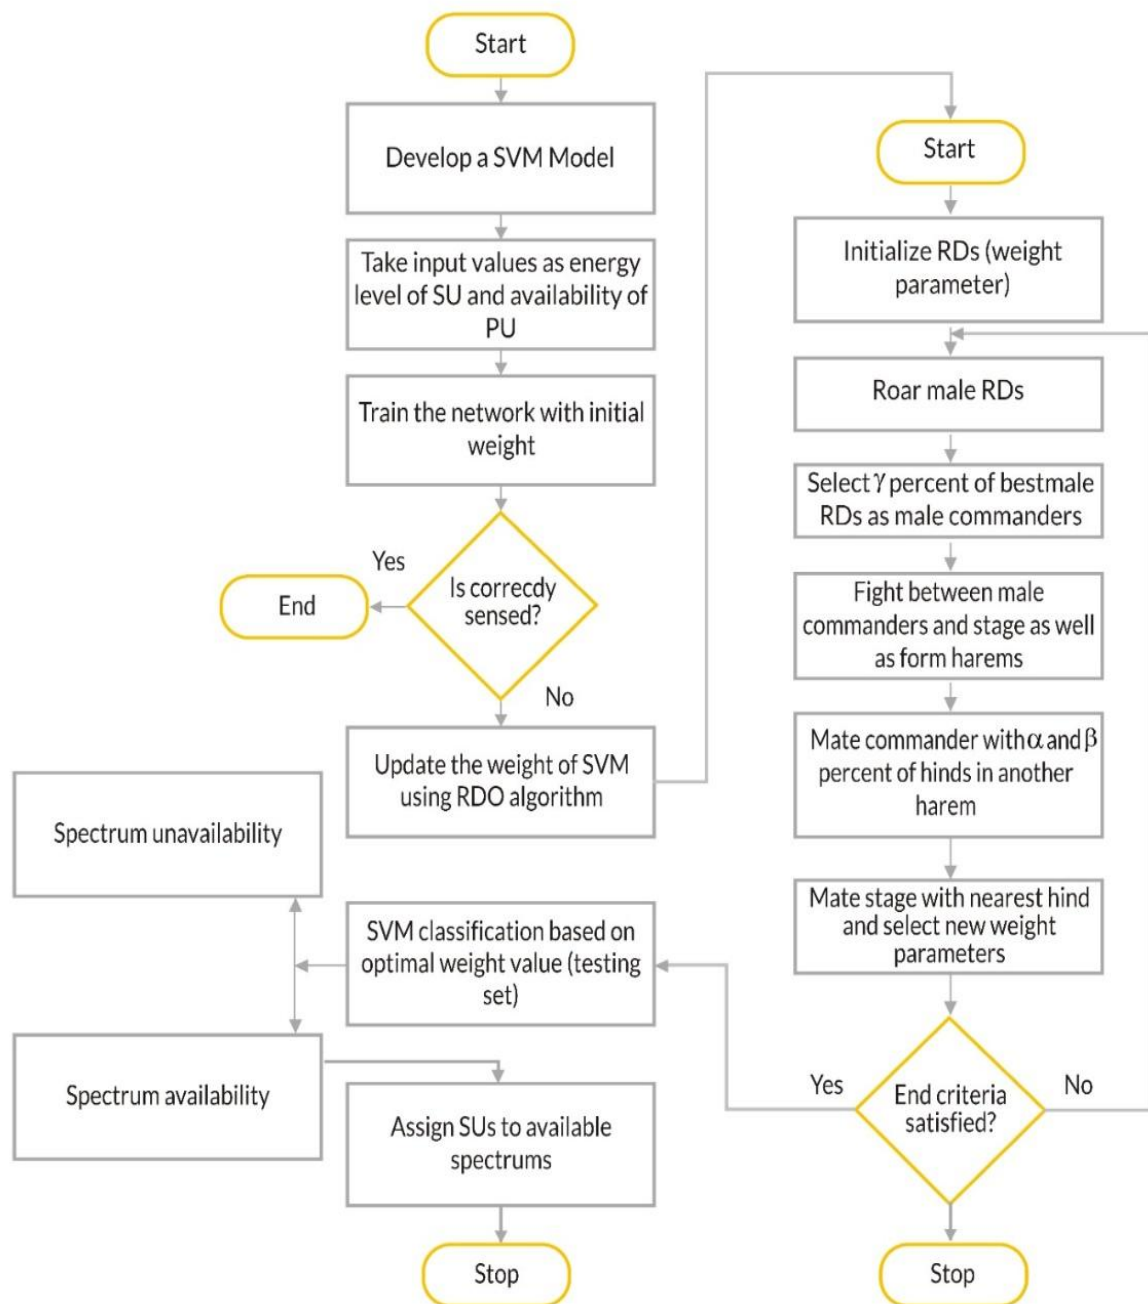 Start
Develop a SVM Model
Take input values as energy
level of SU and availability of
PU
Train the network with initial
weight
Is correcdy
sensed?
Yes
End
No
Update the weight of SVM
using RDO algorithm
Start
Initialize RDs (weight
parameter)
Roar male RDs
Select γ percent of bestmale
RDs as male commanders
Fight between male
commanders and stage as well
as form harems
Mate commander with α and β
percent of hinds in another
harem
Mate stage with nearest hind
and select new weight
parameters
End criteria
satisfied?
Yes
No
Stop
SVM classification based on
optimal weight value (testing
set)
Spectrum unavailability
Spectrum availability
Assign SUs to available
spectrums
Stop